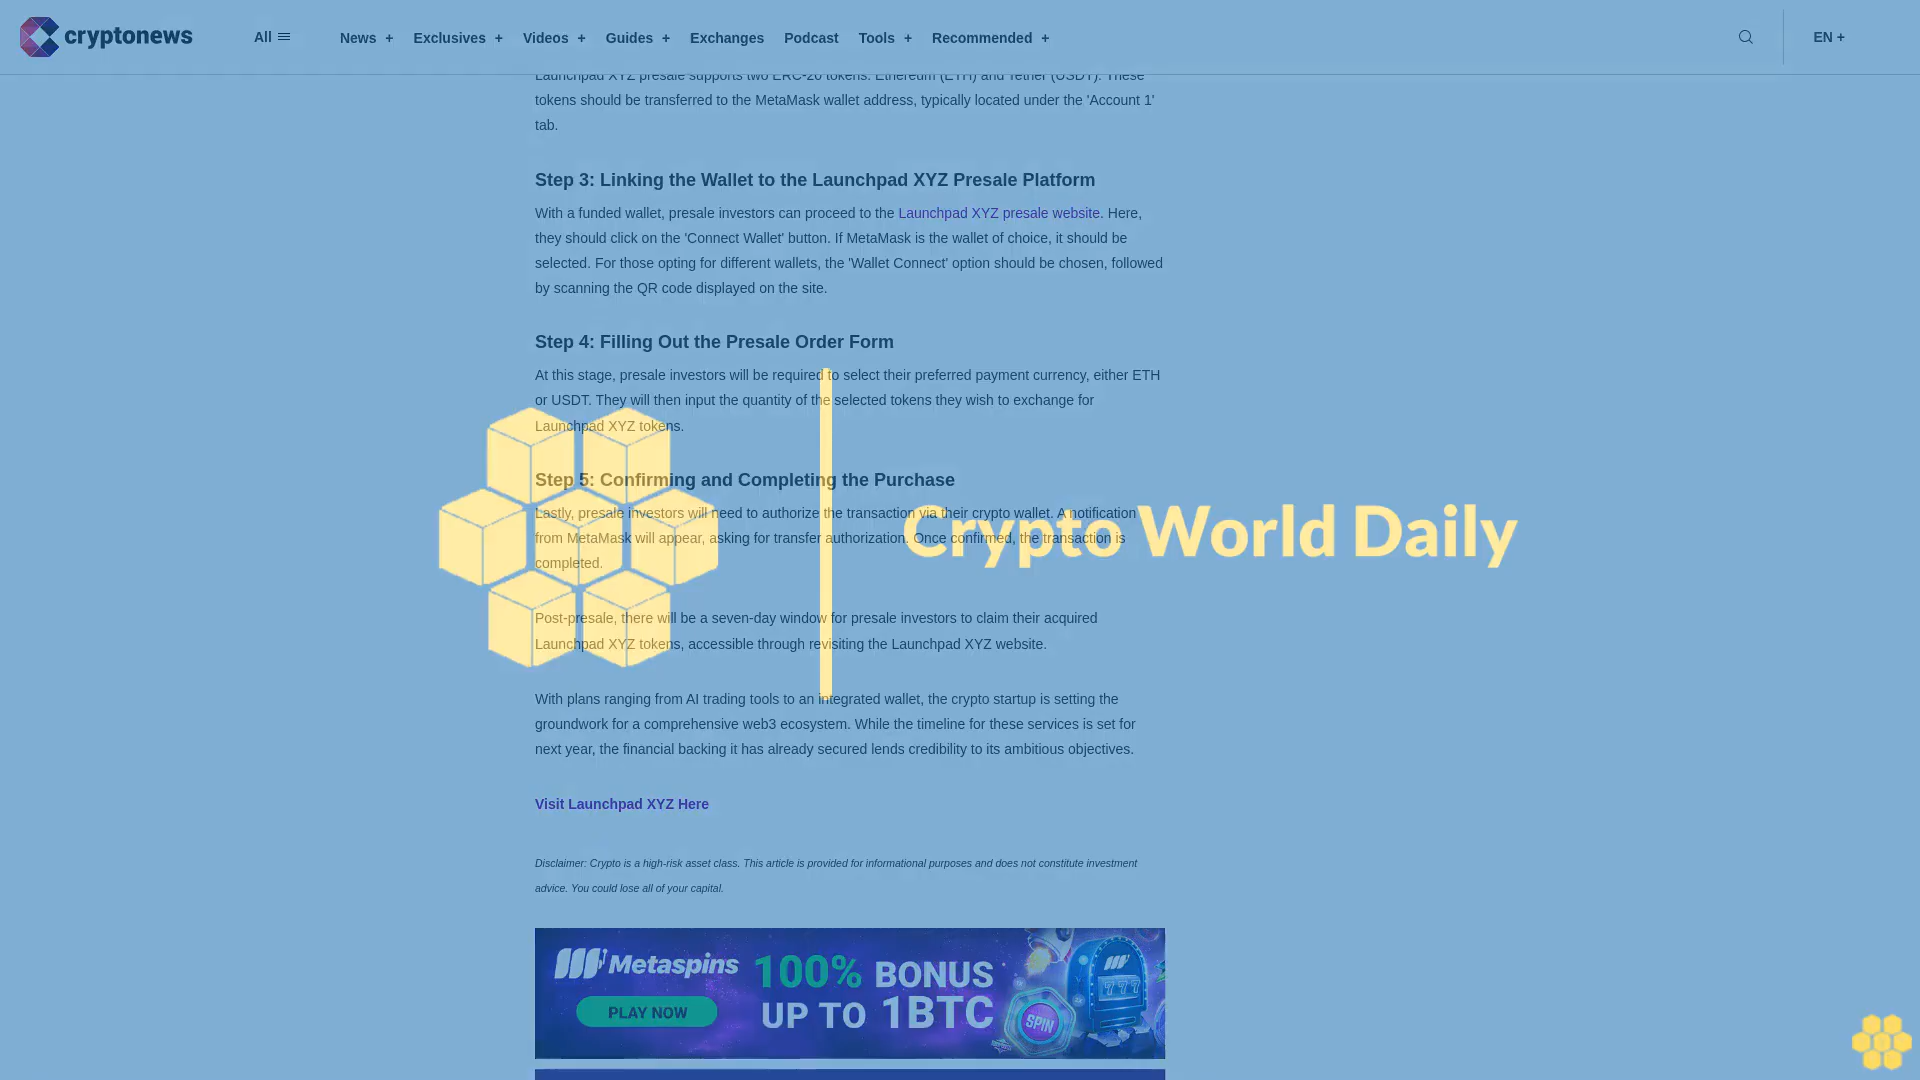 cryptonews
All
News + Exclusives + Videos + Guides + Exchanges Podcast Tools + Recommended +
EN +
Launchpad XYZ presale supports two ERC-20 tokens: Ethereum (ETH) and Tether (USDT). These
tokens should be transferred to the MetaMask wallet address, typically located under the 'Account 1'
tab.
Step 3: Linking the Wallet to the Launchpad XYZ Presale Platform
With a funded wallet, presale investors can proceed to the Launchpad XYZ presale website. Here,
they should click on the 'Connect Wallet' button. If MetaMask is the wallet of choice, it should be
selected. For those opting for different wallets, the 'Wallet Connect' option should be chosen, followed
by scanning the QR code displayed on the site.
Step 4: Filling Out the Presale Order Form
At this stage, presale investors will be required to select their preferred payment currency, either ETH
or USDT. They will then input the quantity of the selected tokens they wish to exchange for
Launchpad XYZ tokens.
Step 5: Confirming and Completing the Purchase
Lastly, presale investors will need to authorize the transaction via their crypto wallet. A notification
from MetaMask will appear, asking for transfer authorization. Once confirmed, the transaction is
completed.
Crypto World Daily
Post-presale, there will be a seven-day window for presale investors to claim their acquired
Launchpad XYZ tokens, accessible through revisiting the Launchpad XYZ website.
With plans ranging from AI trading tools to an integrated wallet, the crypto startup is setting the
groundwork for a comprehensive web3 ecosystem. While the timeline for these services is set for
next year, the financial backing it has already secured lends credibility to its ambitious objectives.
Visit Launchpad XYZ Here
Disclaimer: Crypto is a high-risk asset class. This article is provided for informational purposes and does not constitute investment
advice. You could lose all of your capital.
Metaspins
100% BONUS
UP TO 1BTC
PLAY NOW
777
SPIN